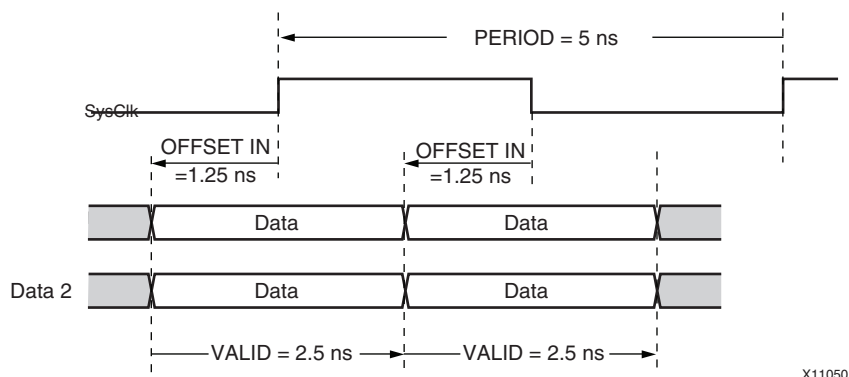 PERIOD = 5 ns
SysClk
OFFSET IN
=1.25 ns
OFFSET IN
=1.25 ns
Data
Data
Data 2
Data
Data
VALID = 2.5 ns
VALID = 2.5 ns
X11050